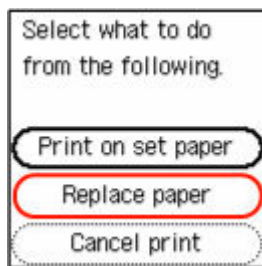 Select what to do
from the following.
Print on set paper
Replace paper
Cancel print